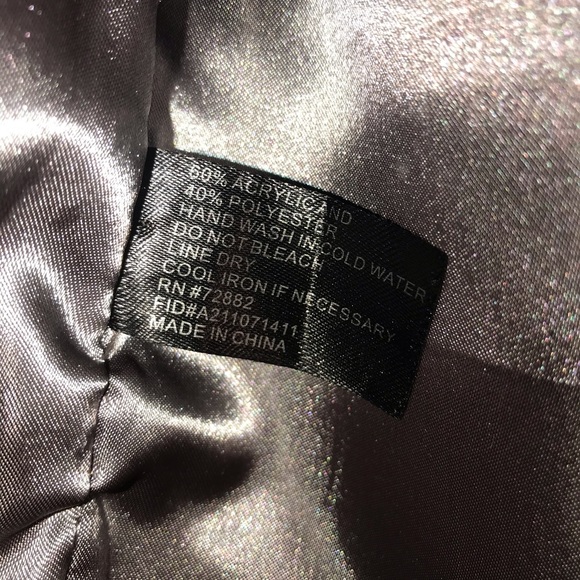 60% ACRYLIC AND
40% POLYESTER
HAND WASH IN COLD WATER
DO NOT BLEACH
LINE DRY
COOL IRON IF NECESSARY
RN #72882
FID#A211071411
MADE IN CHINA